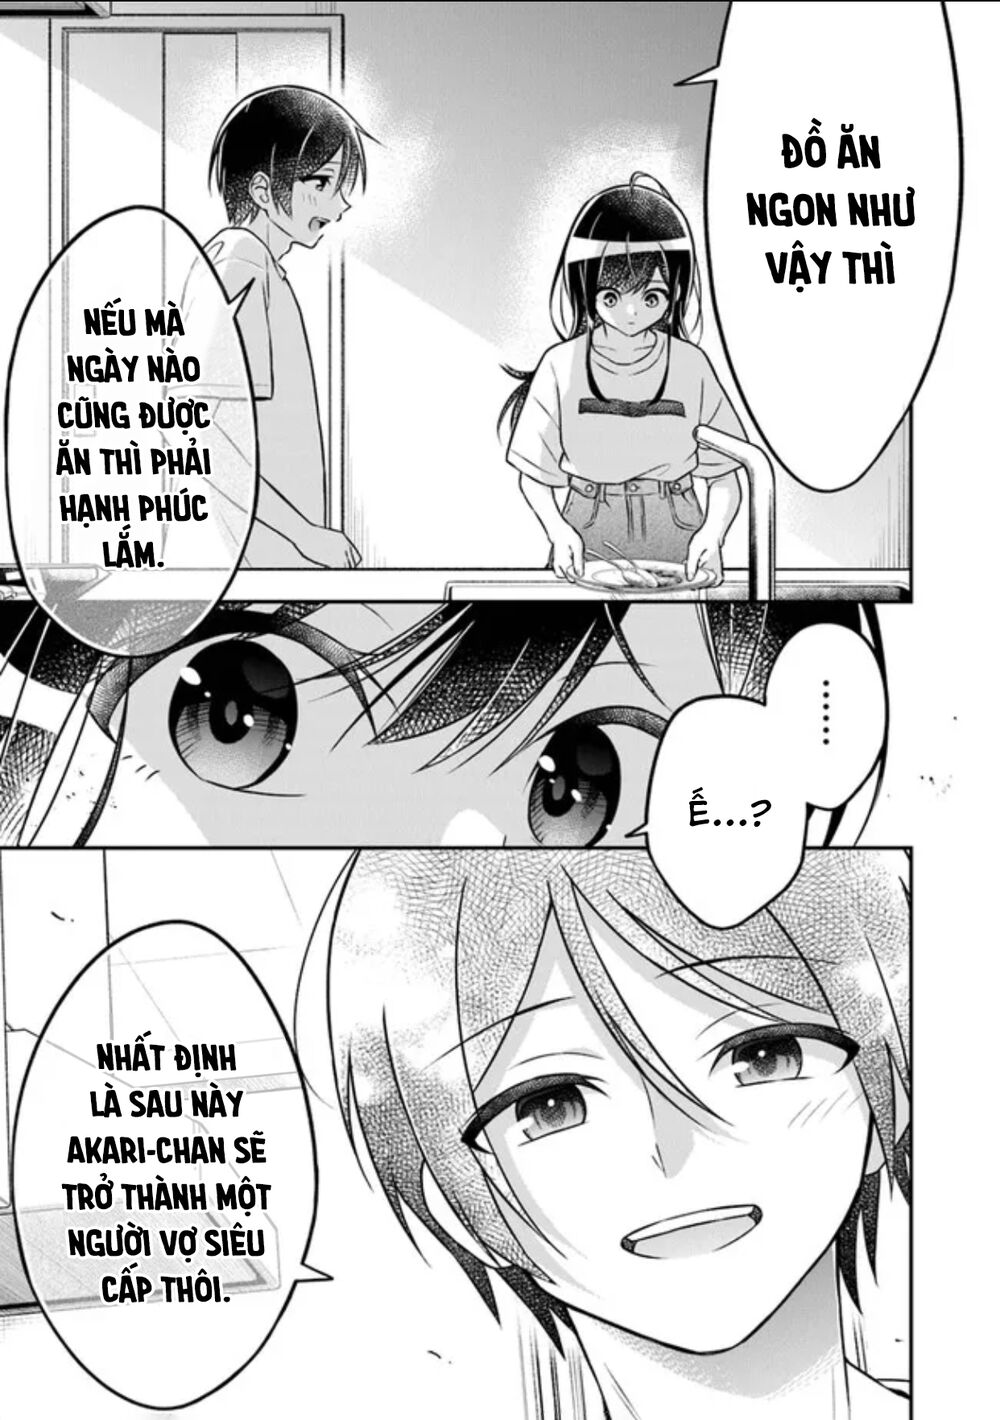 ĐỒ ĂN
NGON NHƯ
VẬY THÌ
NẾU MÀ
NGÀY NÀO
CŨNG ĐƯỢC
ĂN THÌ PHẢI
HẠNH PHÚC
LẮM.
......
Ế...?
NHẤT ĐỊNH
LÀ SAU NÀY
AKARI-CHAN SẼ
TRỞ THÀNH MỘT
NGƯỜI VỢ SIÊU
CẤP THÔI.